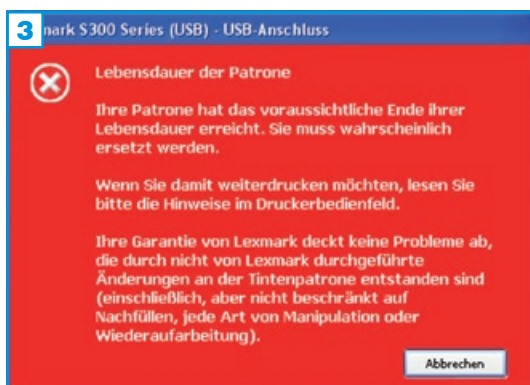 3
mark S300 Series (USB) - USB-Anschluss
Lebensdauer der Patrone
Ihre Patrone hat das voraussichtliche Ende ihrer
Lebensdauer erreicht. Sie muss wahrscheinlich
ersetzt werden.
Wenn Sie damit weiterdrucken möchten, lesen Sie
bitte die Hinweise im Druckerbedienfeld.
Ihre Garantie von Lexmark deckt keine Probleme ab,
die durch nicht von Lexmark durchgeführte
Änderungen an der Tintenpatrone entstanden sind
(einschließlich, aber nicht beschränkt auf
Nachfüllen, jede Art von Manipulation oder
Wiederaufarbeitung).
Abbrechen